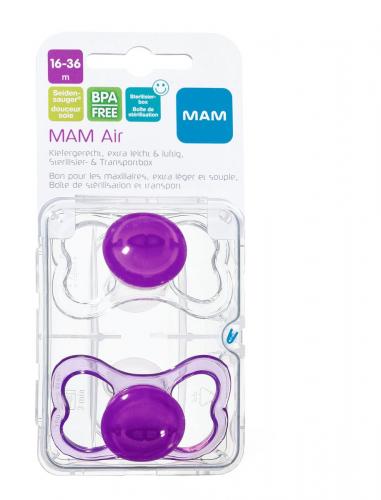 16-36
m
Seiden-
sauger®
douceur
soie
BPA
FREE
Sterilisier-
box
Boîte de
stérilisation
MAM
MAM Air
Kiefergerecht, extra leicht & luftig,
Sterilisier- & Transportbox
Bon pour les maxillaires, extra léger et souple,
Boîte de stérilisation et transport